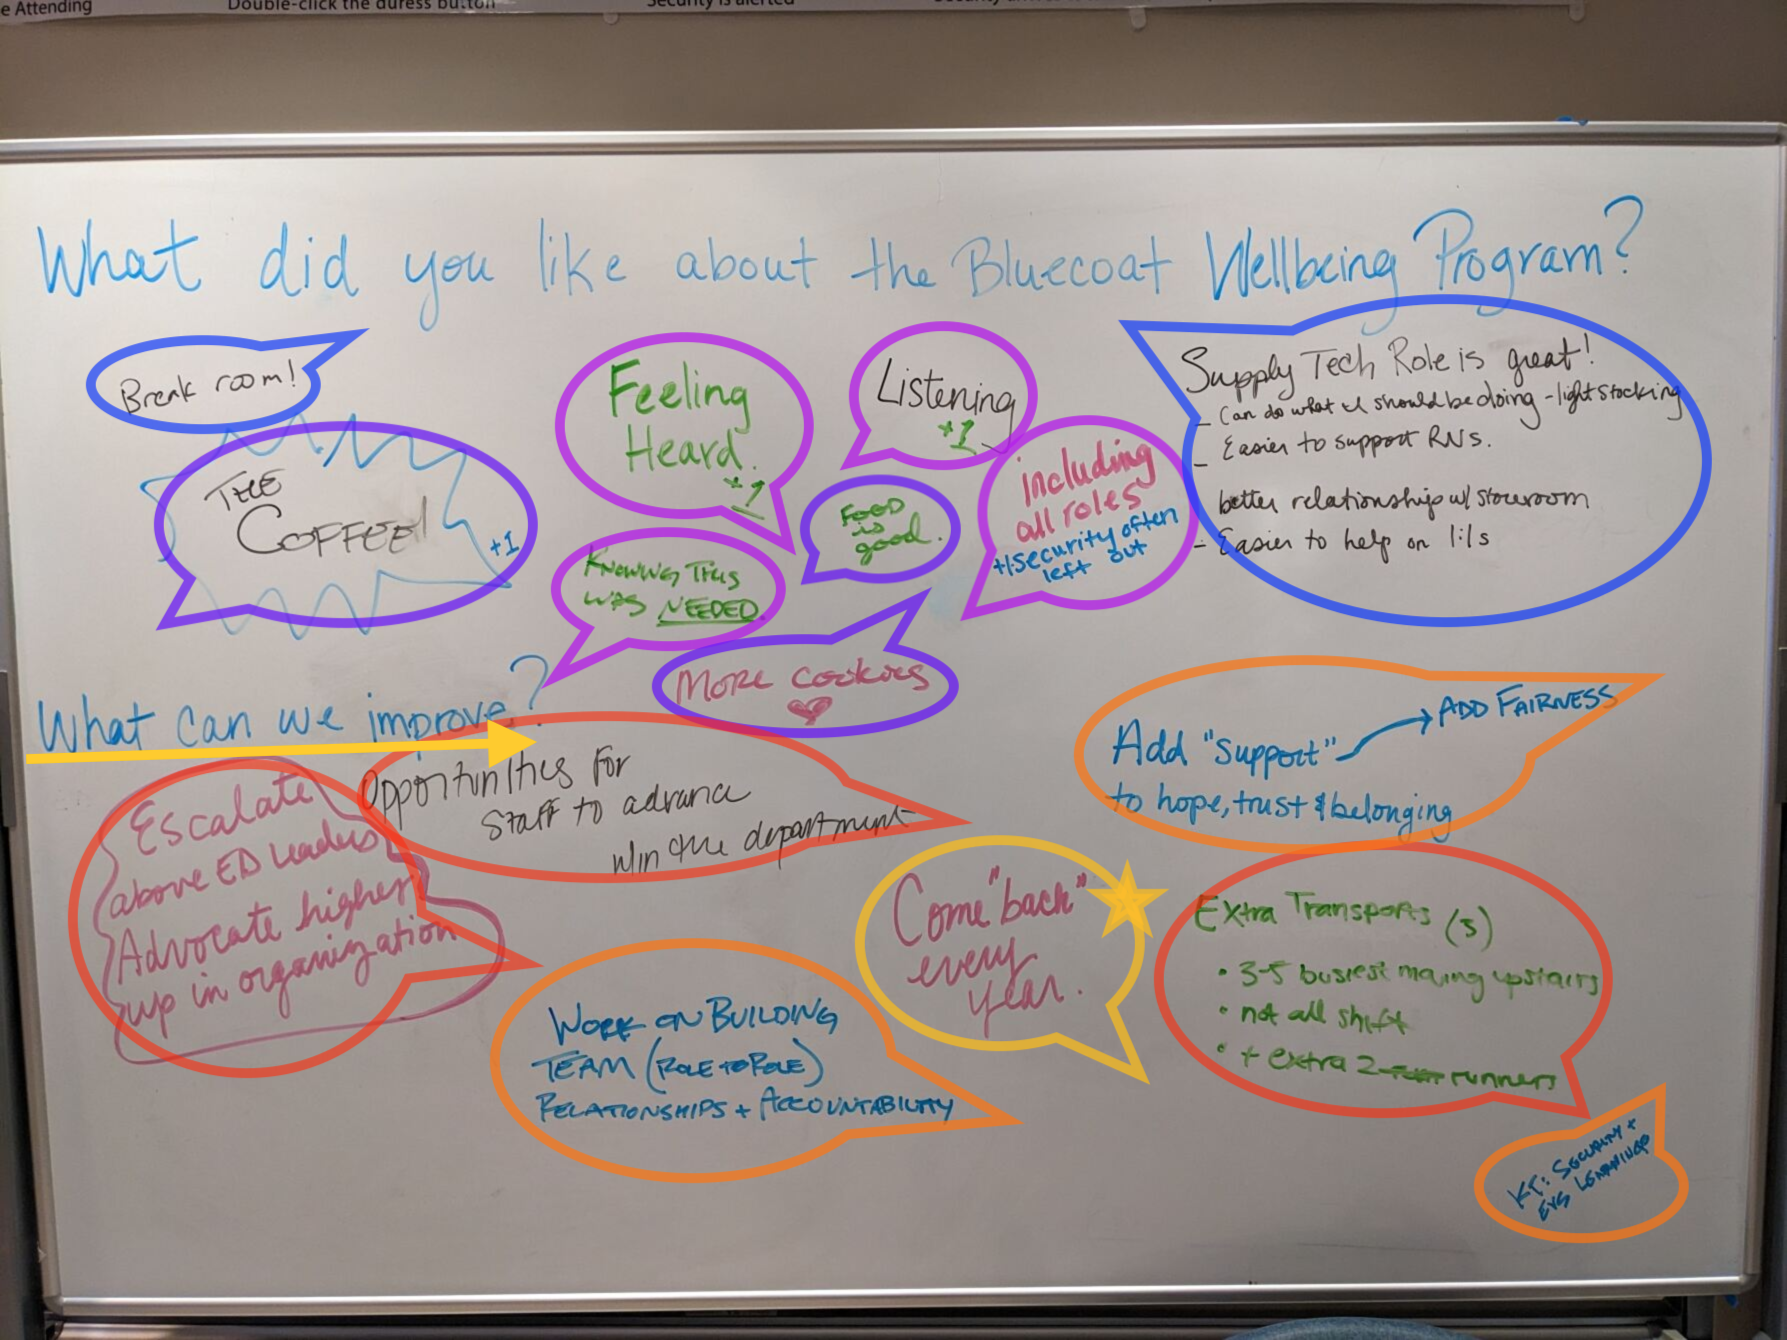 e Attending
Double-click the duress button
Security is alerted
What did you like about the Bluecoat Wellbeing Program?
Break room!
THE
COFFEE!
+1
Feeling
Heard.
+1
Listening
+1
Knowing This
was NEEDED.
FOOD
is
good.
including
all roles
+1 security often
left out
More cookies
Supply Tech Role is great!
- Can do what I should be doing - light stocking
- Easier to support RNs.
better relationship w/ storeroom
- Easier to help on 1:1s
What can we improve?
Escalate
above ED leaders
Advocate higher
up in organization
Opportunities for
staff to advance
w/in the department
Work on Building
Team (Role to Role)
Relationships + Accountability
Come "back"
every
year.
Add "support" ADD FAIRNESS
to hope, trust & belonging
Extra Transports (s)
• 3-5 busiest moving upstairs
• not all shift
• + extra 2 runners
KT: Security +
EVS Learnings